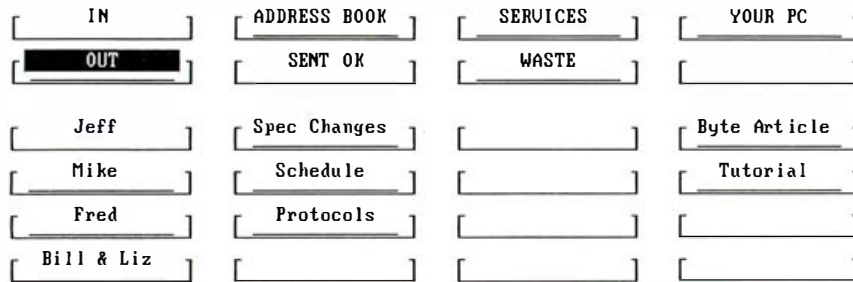 IN ADDRESS BOOK SERVICES YOUR PC
OUT SENT OK WASTE
Jeff Spec Changes Byte Article
Mike Schedule Tutorial
Fred Protocols
Bill & Liz